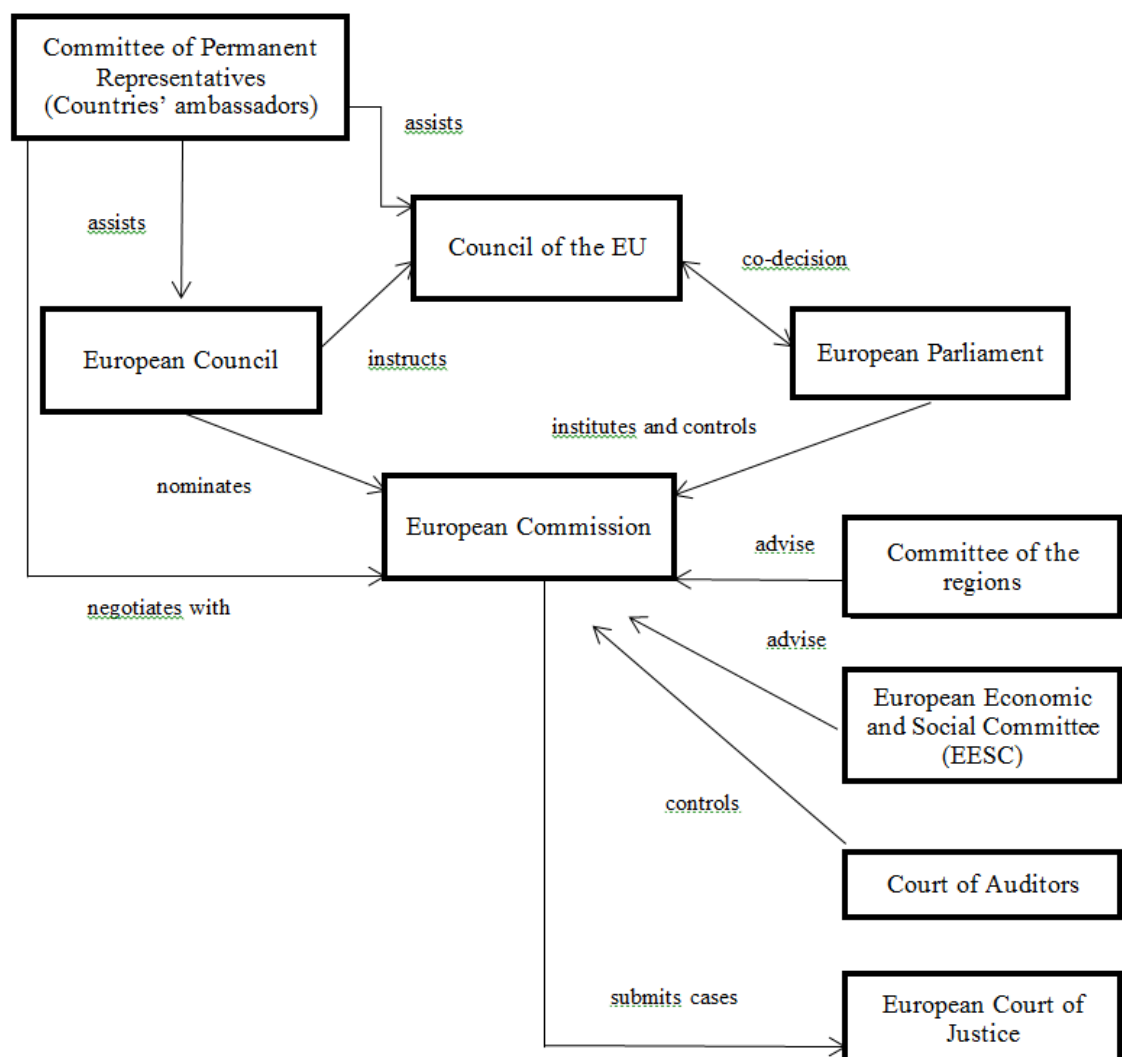 Committee of Permanent
Representatives
(Countries' ambassadors)
assists
assists
Council of the EU
co-decision
European Council
instructs
European Parliament
institutes and controls
nominates
European Commission
advise
Committee of the
regions
negotiates with
advise
European Economic
and Social Committee
(EESC)
controls
Court of Auditors
submits cases
European Court of
Justice